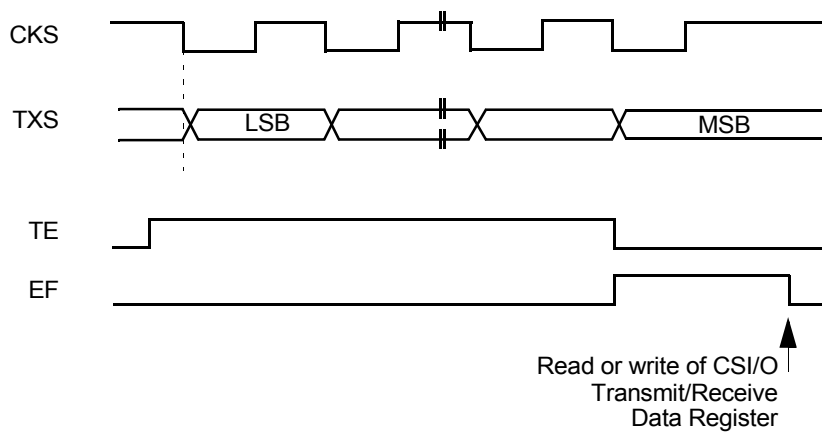 CKS
TXS
LSB
MSB
TE
EF
Read or write of CSI/O
Transmit/Receive
Data Register